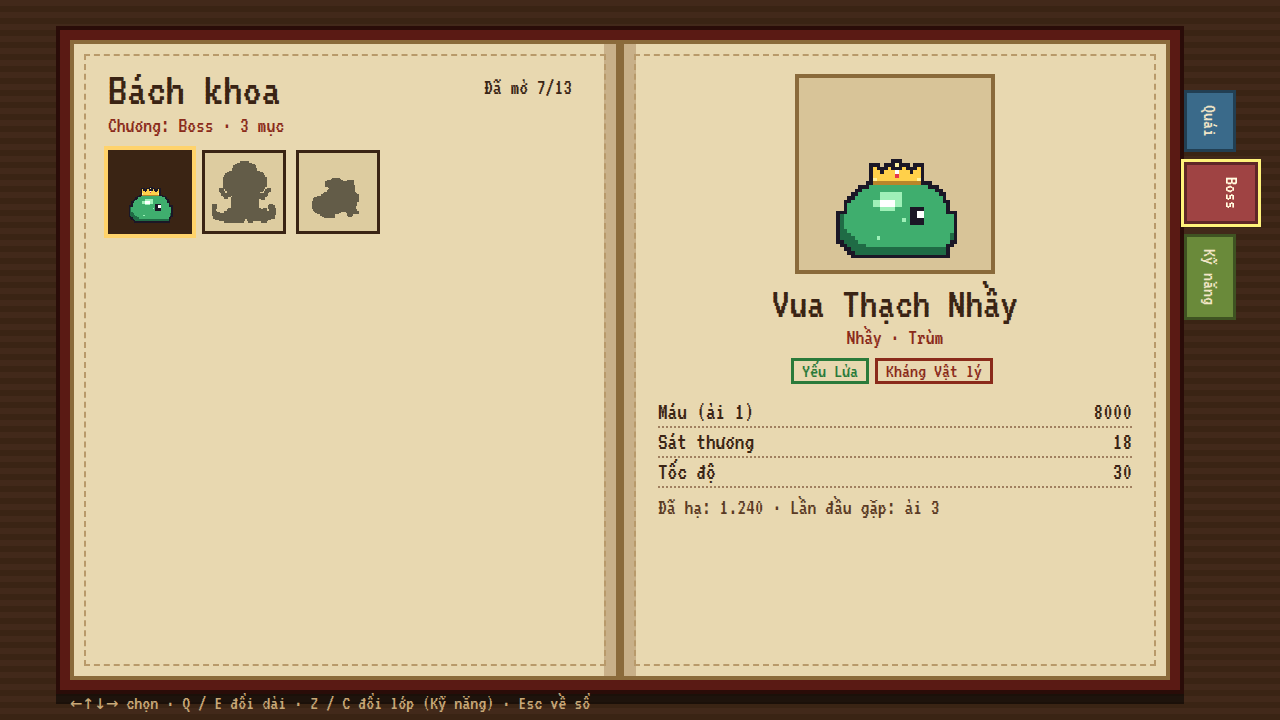 Bách khoa
Đã mở 7/13
Chương: Boss · 3 mục
Vua Thạch Nhầy
Nhầy · Trùm
Yếu Lửa
Kháng Vật lý
Máu (ải 1) 8000
Sát thương 18
Tốc độ 30
Đã hạ: 1.240 · Lần đầu gặp: ải 3
Quái
Boss
Kỹ năng
←↑↓→ chọn · Q / E đổi dải · Z / C đổi lớp (Kỹ năng) · Esc về sổ